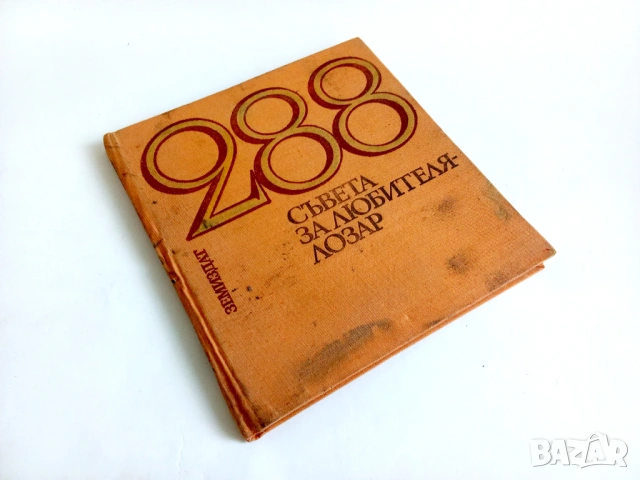 288
СЪВЕТА
ЗА ЛЮБИТЕЛЯ-
ЛОЗАР
ЗЕМИЗДАТ
BAZAR